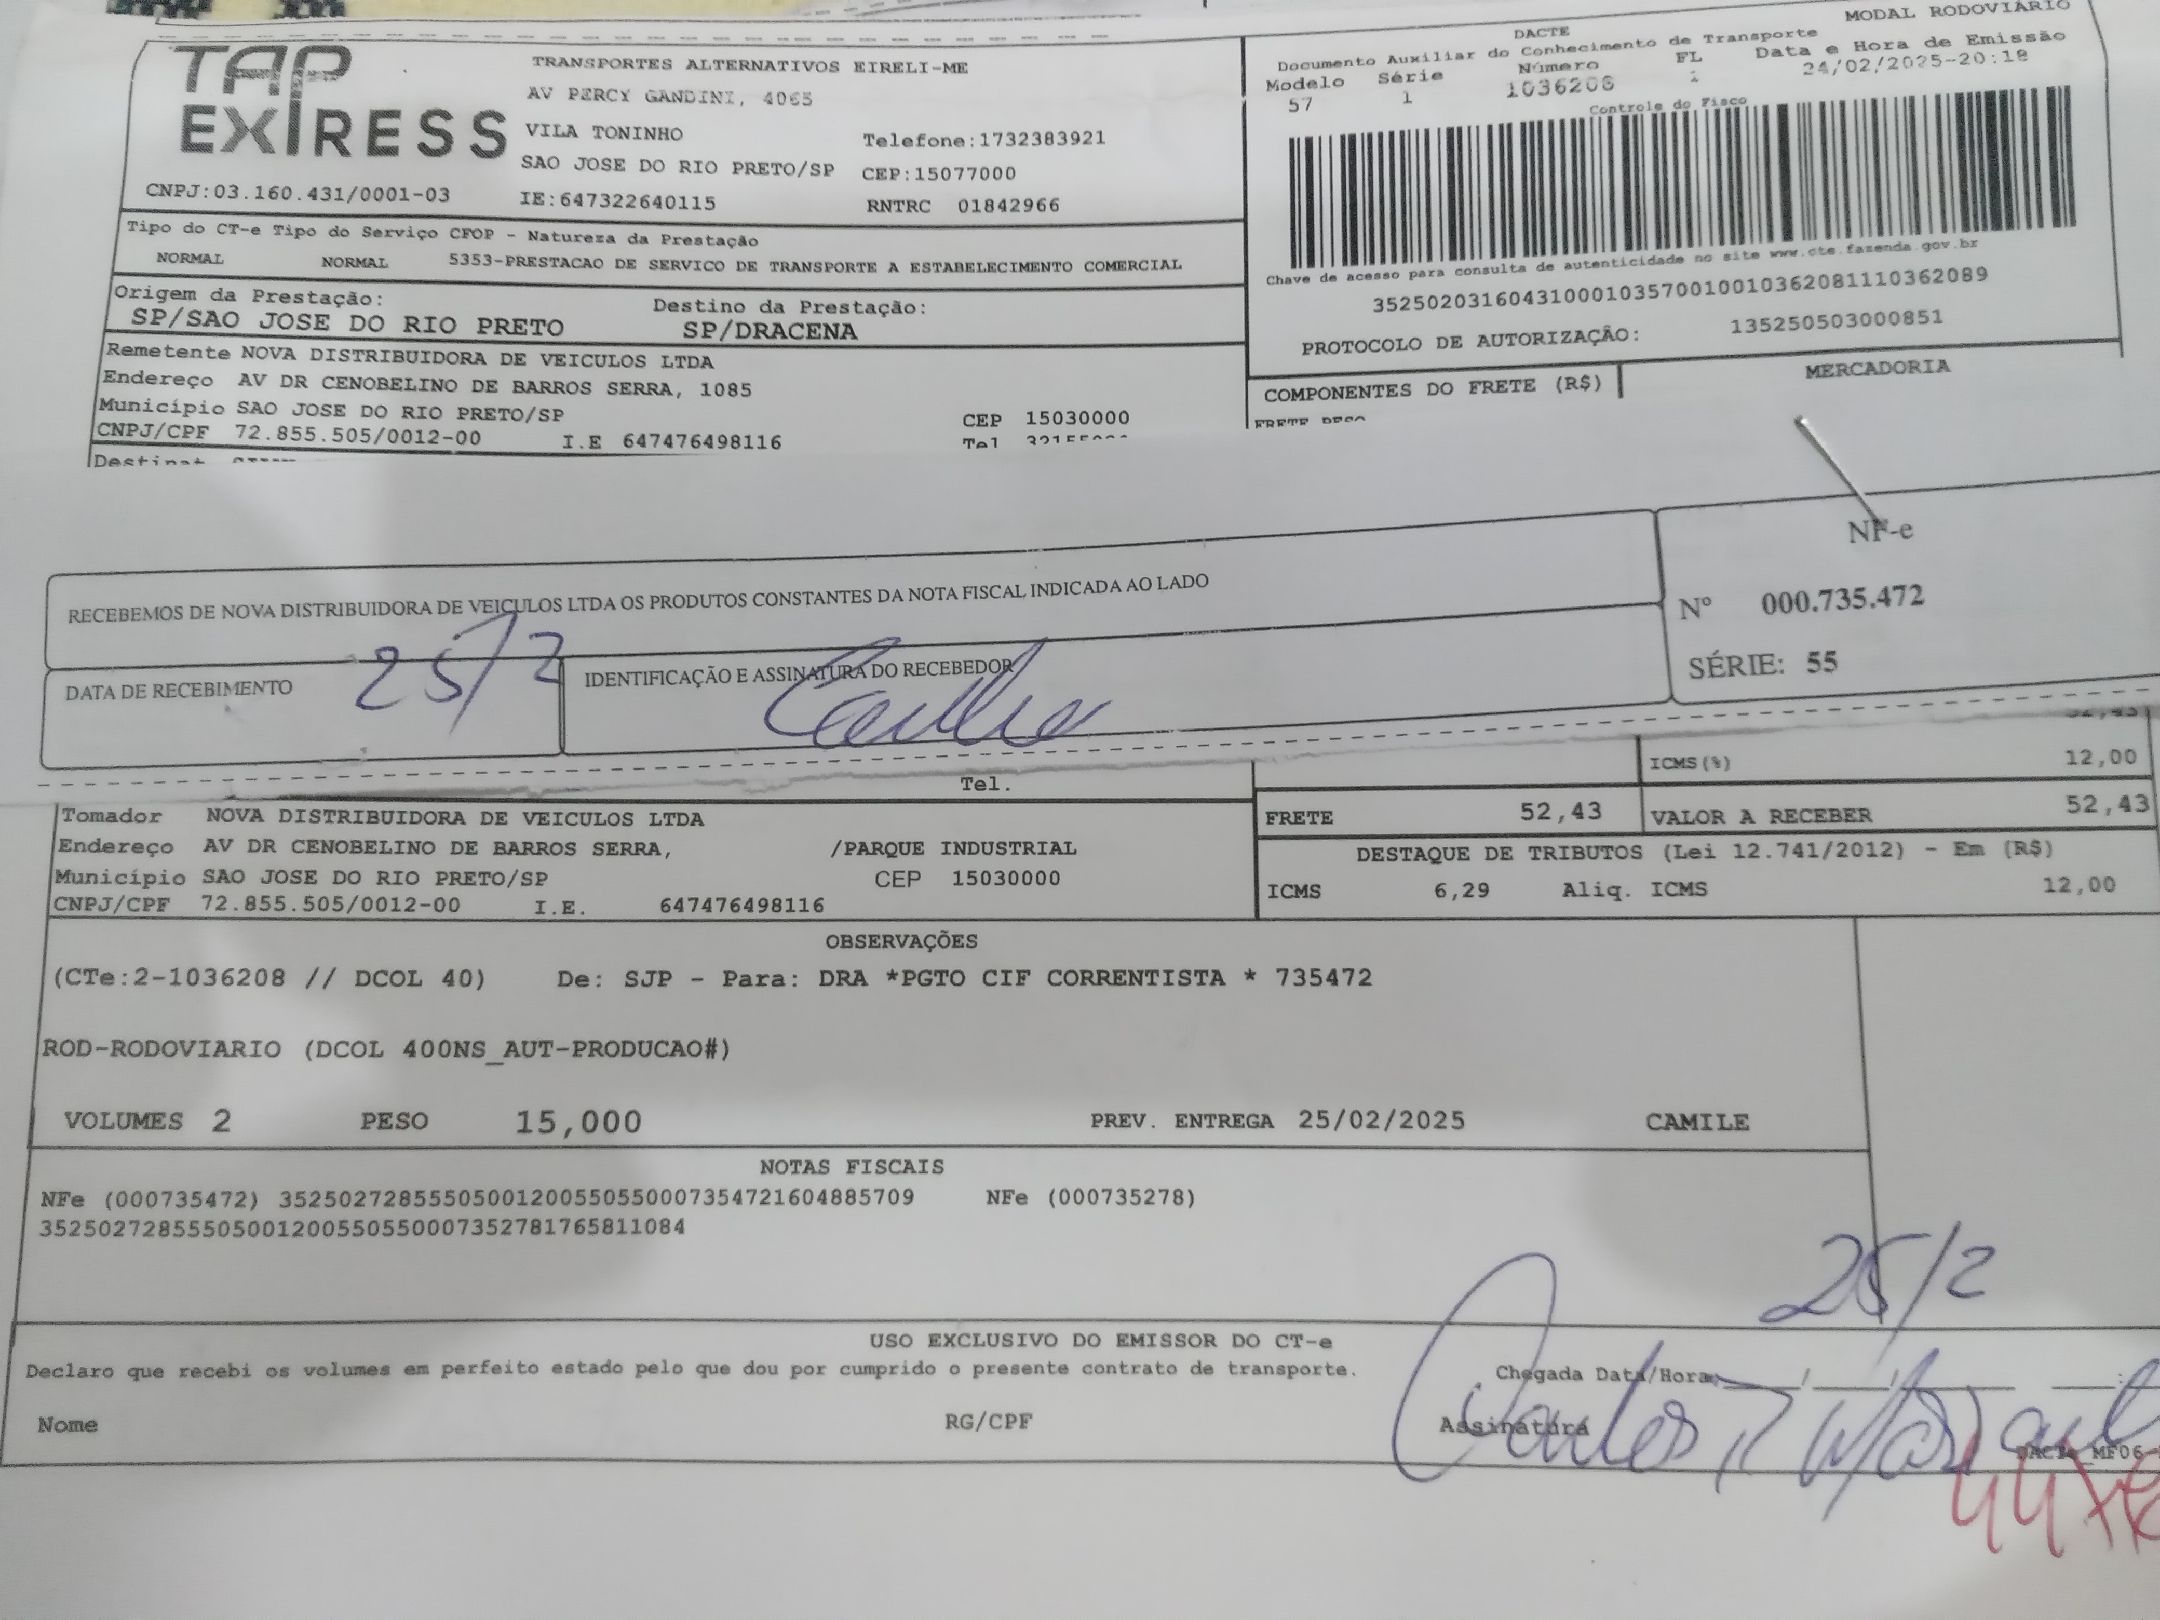 TAP EXPRESS
TRANSPORTES ALTERNATIVOS EIRELI-ME
AV PERCY GANDINI, 4065
VILA TONINHO Telefone:1732383921
SAO JOSE DO RIO PRETO/SP CEP:15077000
CNPJ:03.160.431/0001-03 IE:647322640115 RNTRC 01842966
MODAL RODOVIÁRIO
DACTE
Documento Auxiliar do Conhecimento de Transporte
Modelo Série Número FL Data e Hora de Emissão
57 1 1036208 1 24/02/2025-20:18
Controle do Fisco
Chave de acesso para consulta de autenticidade no site www.cte.fazenda.gov.br
35250203160431000103570010010362081110362089
PROTOCOLO DE AUTORIZAÇÃO: 135250503000851
Tipo do CT-e Tipo do Serviço CFOP - Natureza da Prestação
NORMAL NORMAL 5353-PRESTACAO DE SERVICO DE TRANSPORTE A ESTABELECIMENTO COMERCIAL
Origem da Prestação: Destino da Prestação:
SP/SAO JOSE DO RIO PRETO SP/DRACENA
Remetente NOVA DISTRIBUIDORA DE VEICULOS LTDA
Endereço AV DR CENOBELINO DE BARROS SERRA, 1085
Município SAO JOSE DO RIO PRETO/SP CEP 15030000
CNPJ/CPF 72.855.505/0012-00 I.E 647476498116 Tel
COMPONENTES DO FRETE (R$) MERCADORIA
FRETE PESO
RECEBEMOS DE NOVA DISTRIBUIDORA DE VEICULOS LTDA OS PRODUTOS CONSTANTES DA NOTA FISCAL INDICADA AO LADO
DATA DE RECEBIMENTO 25/2
IDENTIFICAÇÃO E ASSINATURA DO RECEBEDOR
NF-e
Nº 000.735.472
SÉRIE: 55
Tel.
52,43
ICMS(%) 12,00
FRETE 52,43 VALOR A RECEBER 52,43
DESTAQUE DE TRIBUTOS (Lei 12.741/2012) - Em (R$)
ICMS 6,29 Aliq. ICMS 12,00
Tomador NOVA DISTRIBUIDORA DE VEICULOS LTDA
Endereço AV DR CENOBELINO DE BARROS SERRA, /PARQUE INDUSTRIAL
Município SAO JOSE DO RIO PRETO/SP CEP 15030000
CNPJ/CPF 72.855.505/0012-00 I.E. 647476498116
OBSERVAÇÕES
(CTe:2-1036208 // DCOL 40) De: SJP - Para: DRA *PGTO CIF CORRENTISTA * 735472
ROD-RODOVIARIO (DCOL 400NS_AUT-PRODUCAO#)
VOLUMES 2 PESO 15,000 PREV. ENTREGA 25/02/2025 CAMILE
NOTAS FISCAIS
NFe (000735472) 35250272855505001200550550007354721604885709 NFe (000735278)
35250272855505001200550550007352781765811084
25/2
USO EXCLUSIVO DO EMISSOR DO CT-e
Declaro que recebi os volumes em perfeito estado pelo que dou por cumprido o presente contrato de transporte.
Chegada Data/Hora
Nome RG/CPF Assinatura